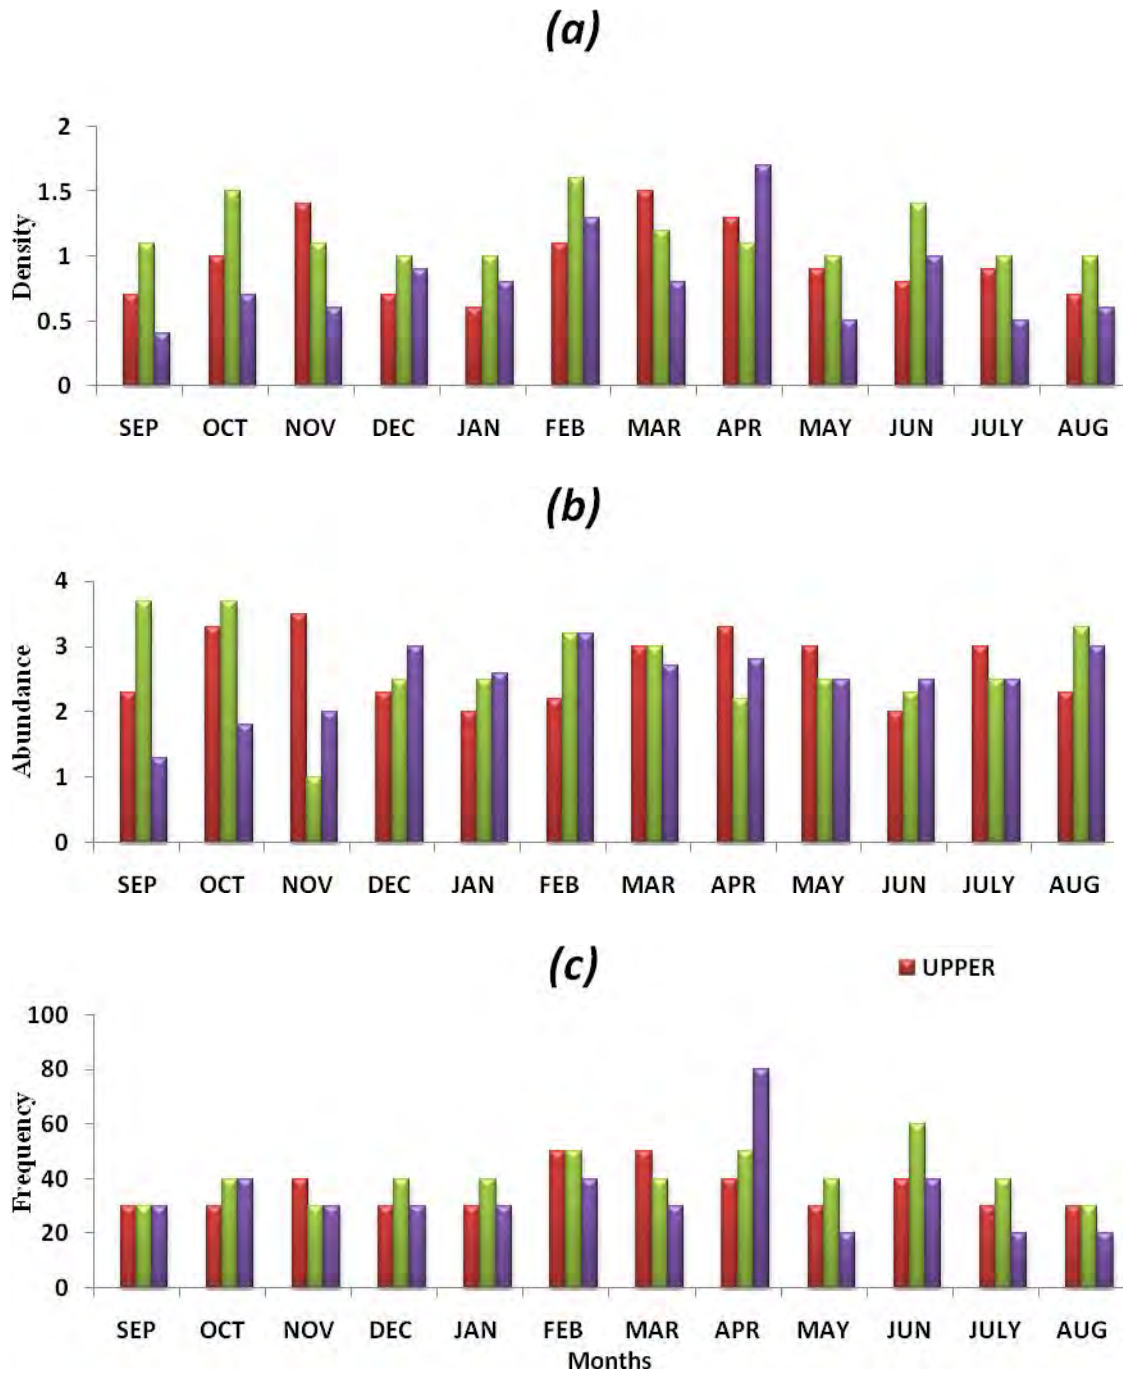 (a)
2
1.5
1
0.5
0
Density
SEP OCT NOV DEC JAN FEB MAR APR MAY JUN JULY AUG
(b)
4
3
2
1
0
Abundance
SEP OCT NOV DEC JAN FEB MAR APR MAY JUN JULY AUG
(c)
UPPER
100
80
60
40
20
0
Frequency
SEP OCT NOV DEC JAN FEB MAR APR MAY JUN JULY AUG
Months